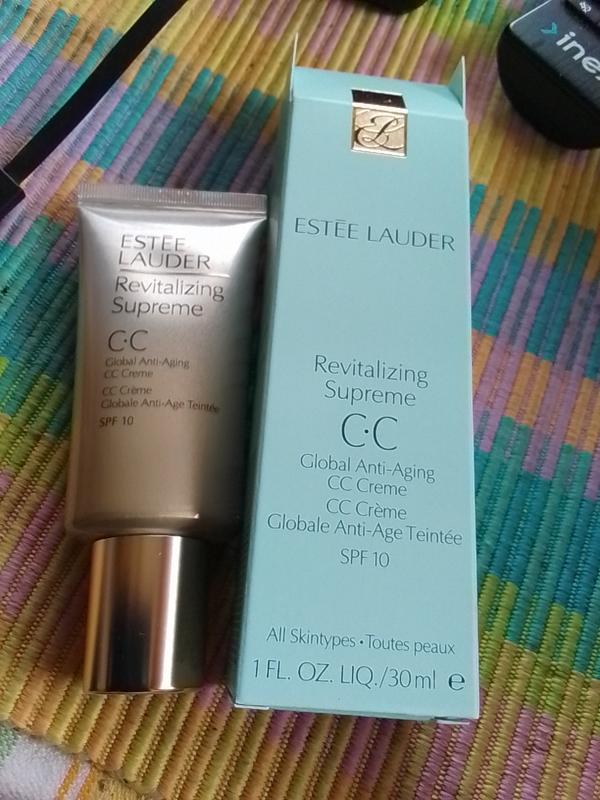 ESTĒE
LAUDER
Revitalizing
Supreme
C·C
Global Anti-Aging
CC Creme
CC Crème
Globale Anti-Age Teintée
SPF 10
ESTĒE LAUDER
Revitalizing
Supreme
C·C
Global Anti-Aging
CC Creme
CC Crème
Globale Anti-Age Teintée
SPF 10
All Skintypes • Toutes peaux
1 FL. OZ. LIQ./30 ml e